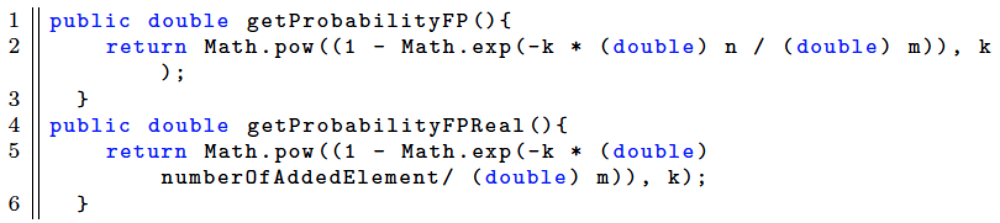 1 public double getProbabilityFP(){
2 return Math.pow((1 - Math.exp(-k * (double) n / (double) m)), k
);
3 }
4 public double getProbabilityFPReal(){
5 return Math.pow((1 - Math.exp(-k * (double)
numberOfAddedElement/ (double) m)), k);
6 }